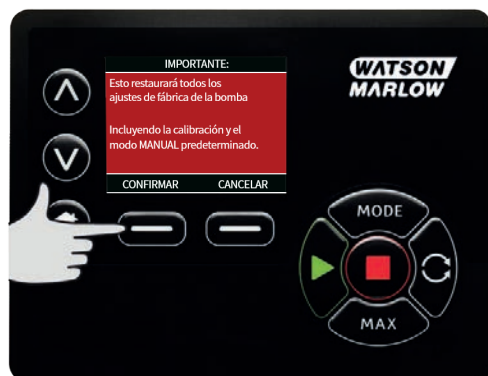 IMPORTANTE:
Esto restaurará todos los
ajustes de fábrica de la bomba
Incluyendo la calibración y el
modo MANUAL predeterminado.
CONFIRMAR CANCELAR
WATSON
MARLOW
MODE
MAX